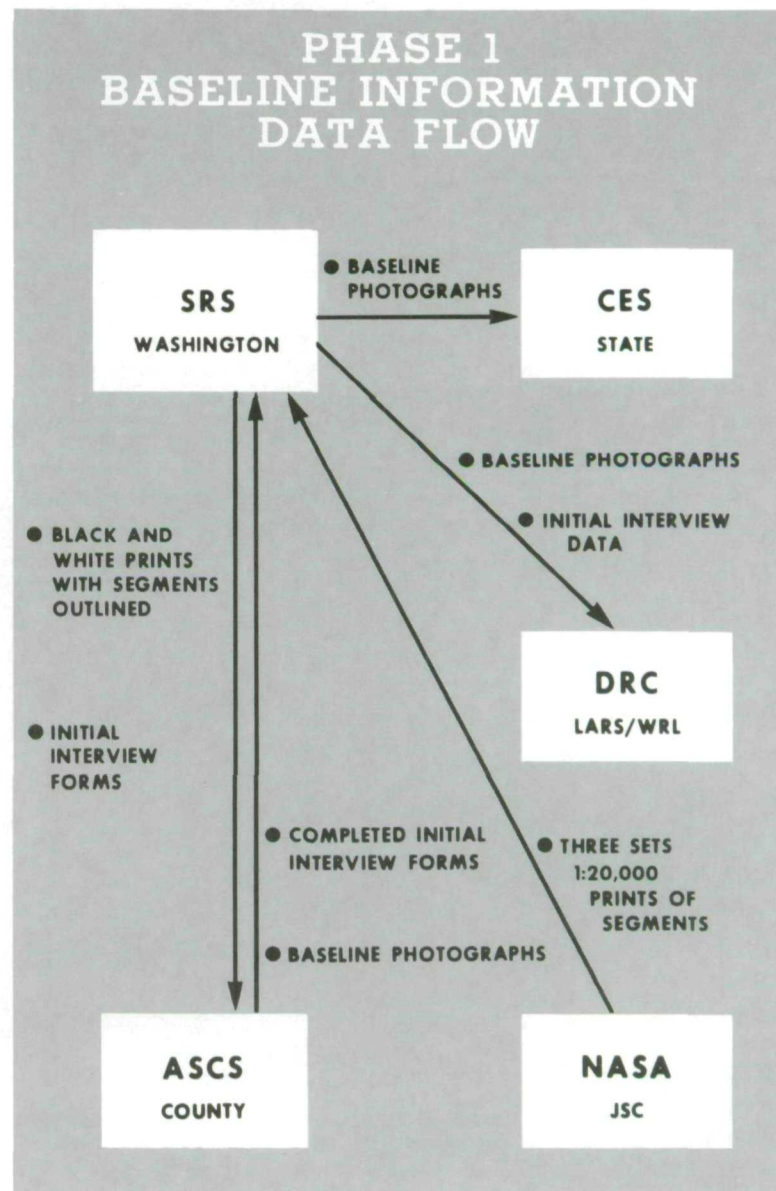 PHASE 1
BASELINE INFORMATION
DATA FLOW
SRS
WASHINGTON
● BASELINE
PHOTOGRAPHS
CES
STATE
● BASELINE PHOTOGRAPHS
● INITIAL INTERVIEW
DATA
● BLACK AND
WHITE PRINTS
WITH SEGMENTS
OUTLINED
DRC
LARS/WRL
● INITIAL
INTERVIEW
FORMS
● COMPLETED INITIAL
INTERVIEW FORMS
● THREE SETS
1:20,000
PRINTS OF
SEGMENTS
● BASELINE PHOTOGRAPHS
ASCS
COUNTY
NASA
JSC